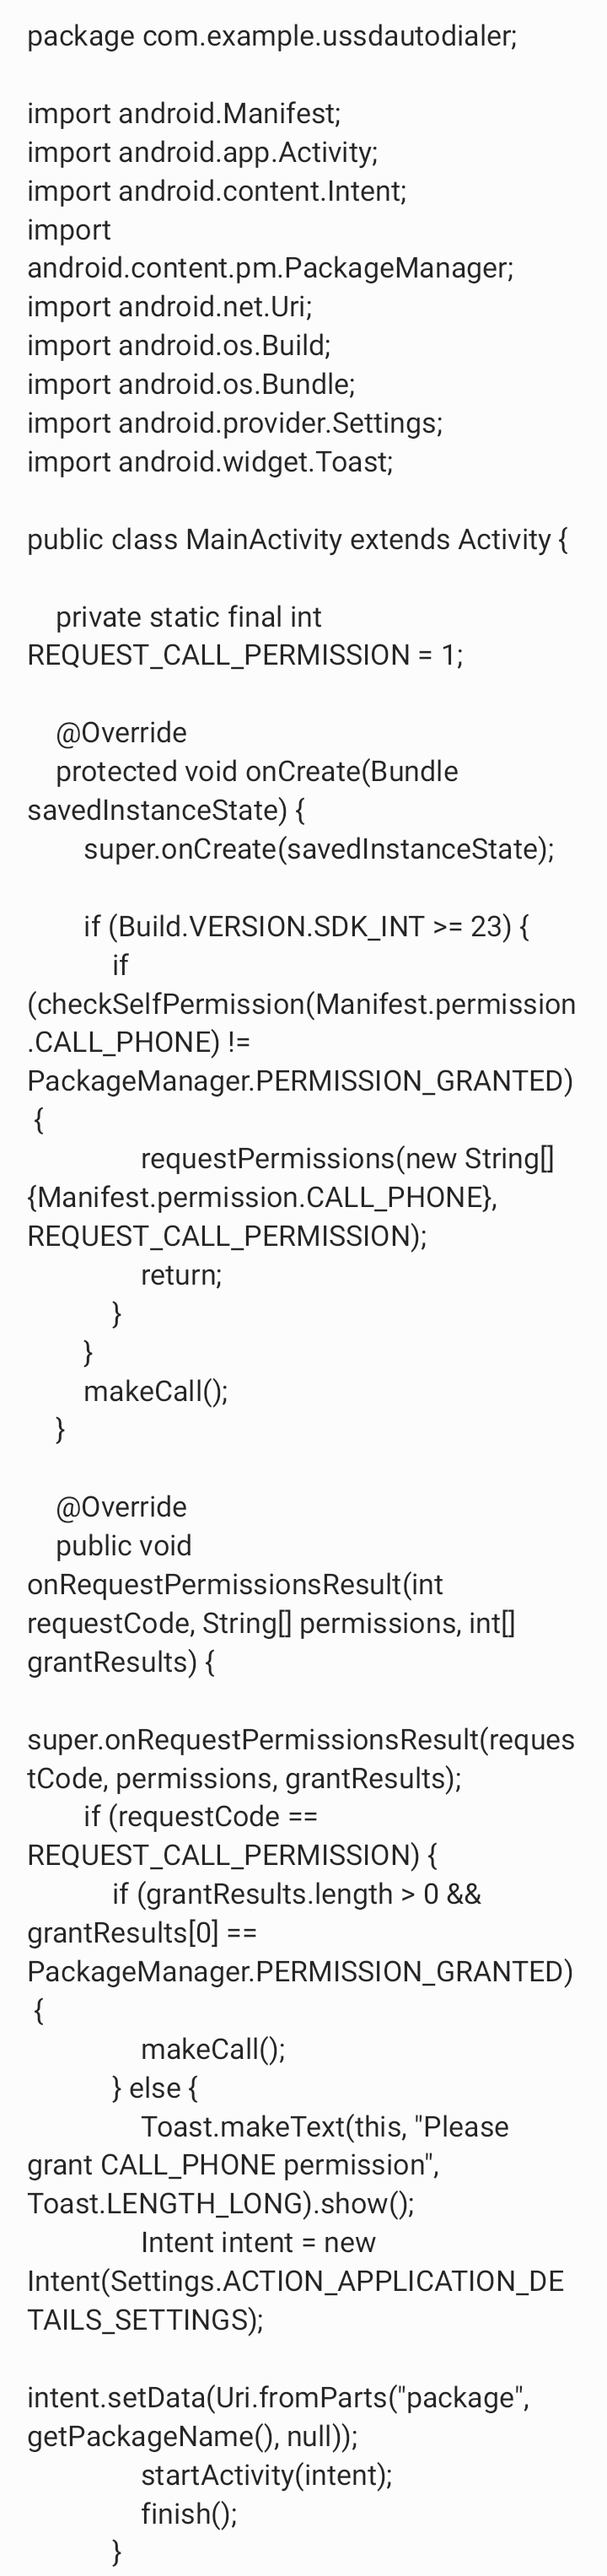 package com.example.ussdautodialer;
import android.Manifest;
import android.app.Activity;
import android.content.Intent;
import
android.content.pm.PackageManager;
import android.net.Uri;
import android.os.Build;
import android.os.Bundle;
import android.provider.Settings;
import android.widget.Toast;
public class MainActivity extends Activity {
private static final int
REQUEST_CALL_PERMISSION = 1;
@Override
protected void onCreate(Bundle
savedInstanceState) {
super.onCreate(savedInstanceState);
if (Build.VERSION.SDK_INT >= 23) {
if
(checkSelfPermission(Manifest.permission
.CALL_PHONE) !=
PackageManager.PERMISSION_GRANTED)
{
requestPermissions(new String[]
{Manifest.permission.CALL_PHONE},
REQUEST_CALL_PERMISSION);
return;
}
}
makeCall();
}
@Override
public void
onRequestPermissionsResult(int
requestCode, String[] permissions, int[]
grantResults) {
super.onRequestPermissionsResult(reques
tCode, permissions, grantResults);
if (requestCode ==
REQUEST_CALL_PERMISSION) {
if (grantResults.length > 0 &&
grantResults[0] ==
PackageManager.PERMISSION_GRANTED)
{
makeCall();
} else {
Toast.makeText(this, "Please
grant CALL_PHONE permission",
Toast.LENGTH_LONG).show();
Intent intent = new
Intent(Settings.ACTION_APPLICATION_DE
TAILS_SETTINGS);
intent.setData(Uri.fromParts("package",
getPackageName(), null));
startActivity(intent);
finish();
}